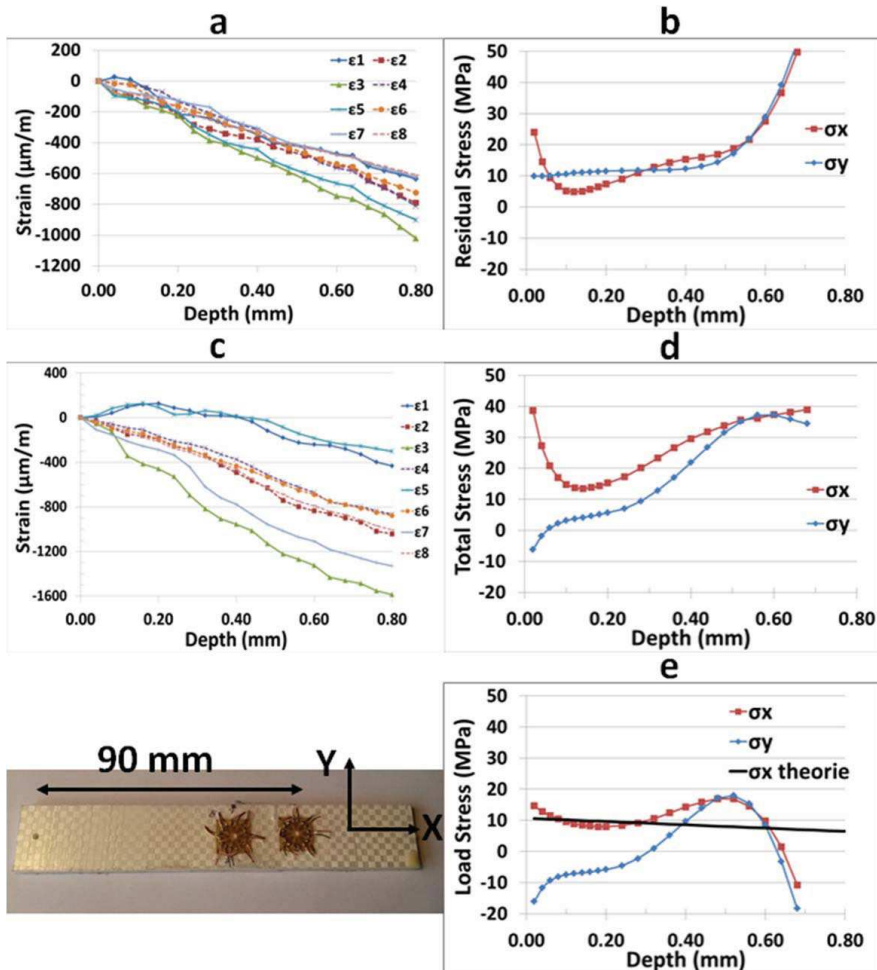 a
200
0
-200
-400
-600
-800
-1000
-1200
Strain (µm/m)
ε1 ε2
ε3 ε4
ε5 ε6
ε7 ε8
0.00 0.20 0.40 0.60 0.80
Depth (mm)
b
50
40
30
20
10
0
-10
-20
Residual Stress (MPa)
σx
σy
0.00 0.20 0.40 0.60 0.80
Depth (mm)
c
400
0
-400
-800
-1200
-1600
Strain (µm/m)
ε1
ε2
ε3
ε4
ε5
ε6
ε7
ε8
0.00 0.20 0.40 0.60 0.80
Depth (mm)
d
50
40
30
20
10
0
-10
-20
Total Stress (MPa)
σx
σy
0.00 0.20 0.40 0.60 0.80
Depth (mm)
90 mm
Y
X
e
50
40
30
20
10
0
-10
-20
Load Stress (MPa)
σx
σy
σx theorie
0.00 0.20 0.40 0.60 0.80
Depth (mm)